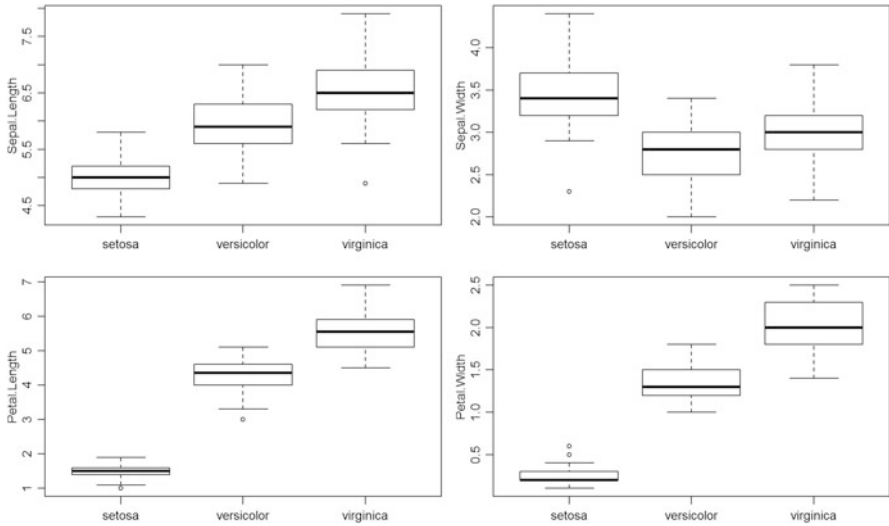 Sepal.Length
7.5
6.5
5.5
4.5
setosa
versicolor
virginica
Sepal.Width
4.0
3.5
3.0
2.5
2.0
setosa
versicolor
virginica
Petal.Length
7
6
5
4
3
2
1
setosa
versicolor
virginica
Petal.Width
2.5
2.0
1.5
1.0
0.5
setosa
versicolor
virginica